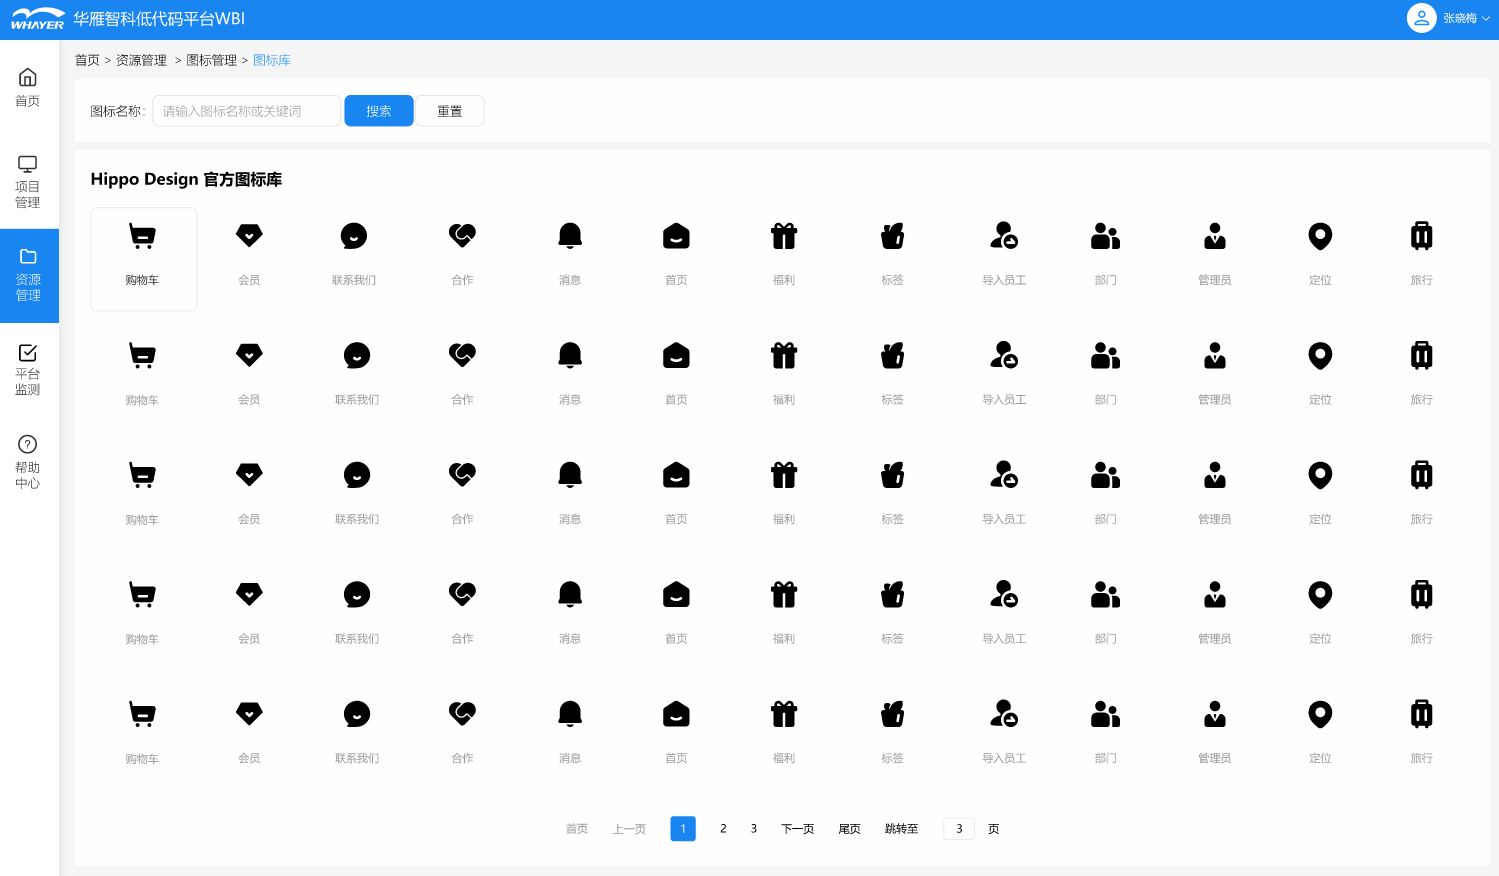 WHAYER 华雁智科低代码平台WBI 张晓梅
首页 > 资源管理 > 图标管理 > 图标库
首页
项目
管理
资源
管理
平台
监测
帮助
中心
图标名称： 请输入图标名称或关键词 搜索 重置
Hippo Design 官方图标库
购物车 会员 联系我们 合作 消息 首页 福利 标签 导入员工 部门 管理员 定位 旅行
购物车 会员 联系我们 合作 消息 首页 福利 标签 导入员工 部门 管理员 定位 旅行
购物车 会员 联系我们 合作 消息 首页 福利 标签 导入员工 部门 管理员 定位 旅行
购物车 会员 联系我们 合作 消息 首页 福利 标签 导入员工 部门 管理员 定位 旅行
购物车 会员 联系我们 合作 消息 首页 福利 标签 导入员工 部门 管理员 定位 旅行
首页 上一页 1 2 3 下一页 尾页 跳转至 3 页